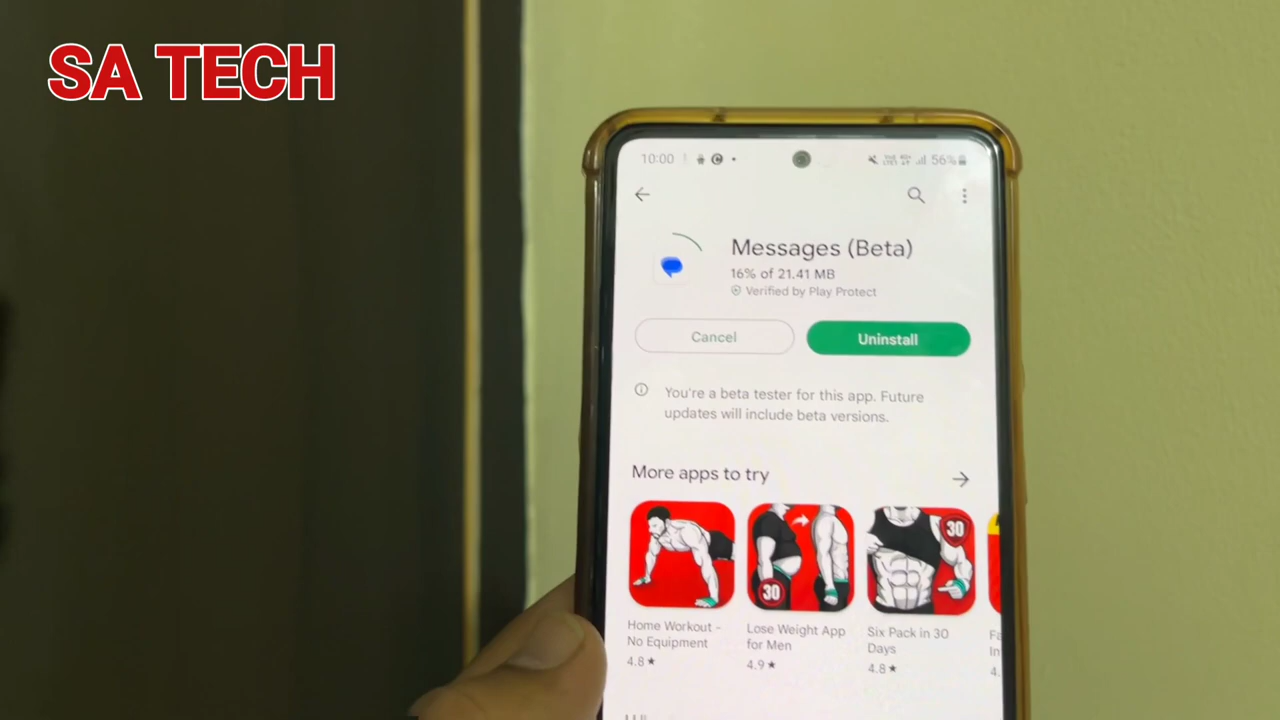 SA TECH
10:00
56%
Messages (Beta)
16% of 21.41 MB
Verified by Play Protect
Cancel
Uninstall
You're a beta tester for this app. Future
updates will include beta versions.
More apps to try
30
30
Home Workout -
No Equipment
4.8★
Lose Weight App
for Men
4.9★
Six Pack in 30
Days
4.8★
Fa
In
4.